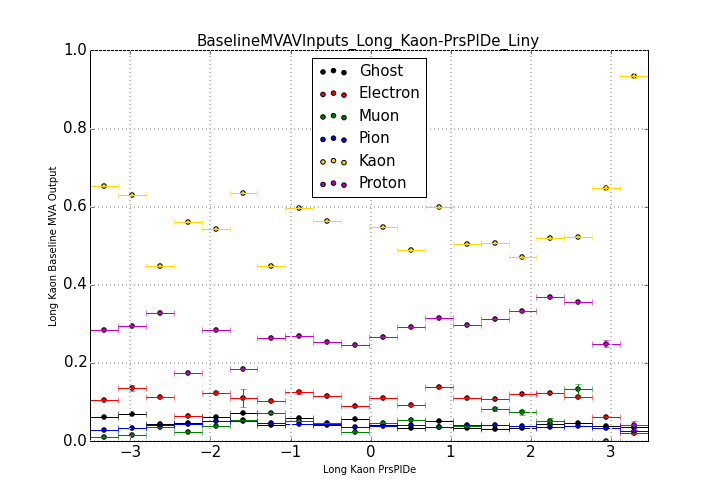 BaselineMVAVInputs_Long_Kaon-PrsPIDe_Liny
Ghost
Electron
Muon
Pion
Kaon
Proton
1.0
0.8
0.6
0.4
0.2
0.0
Long Kaon Baseline MVA Output
−3 −2 −1 0 1 2 3
Long Kaon PrsPIDe